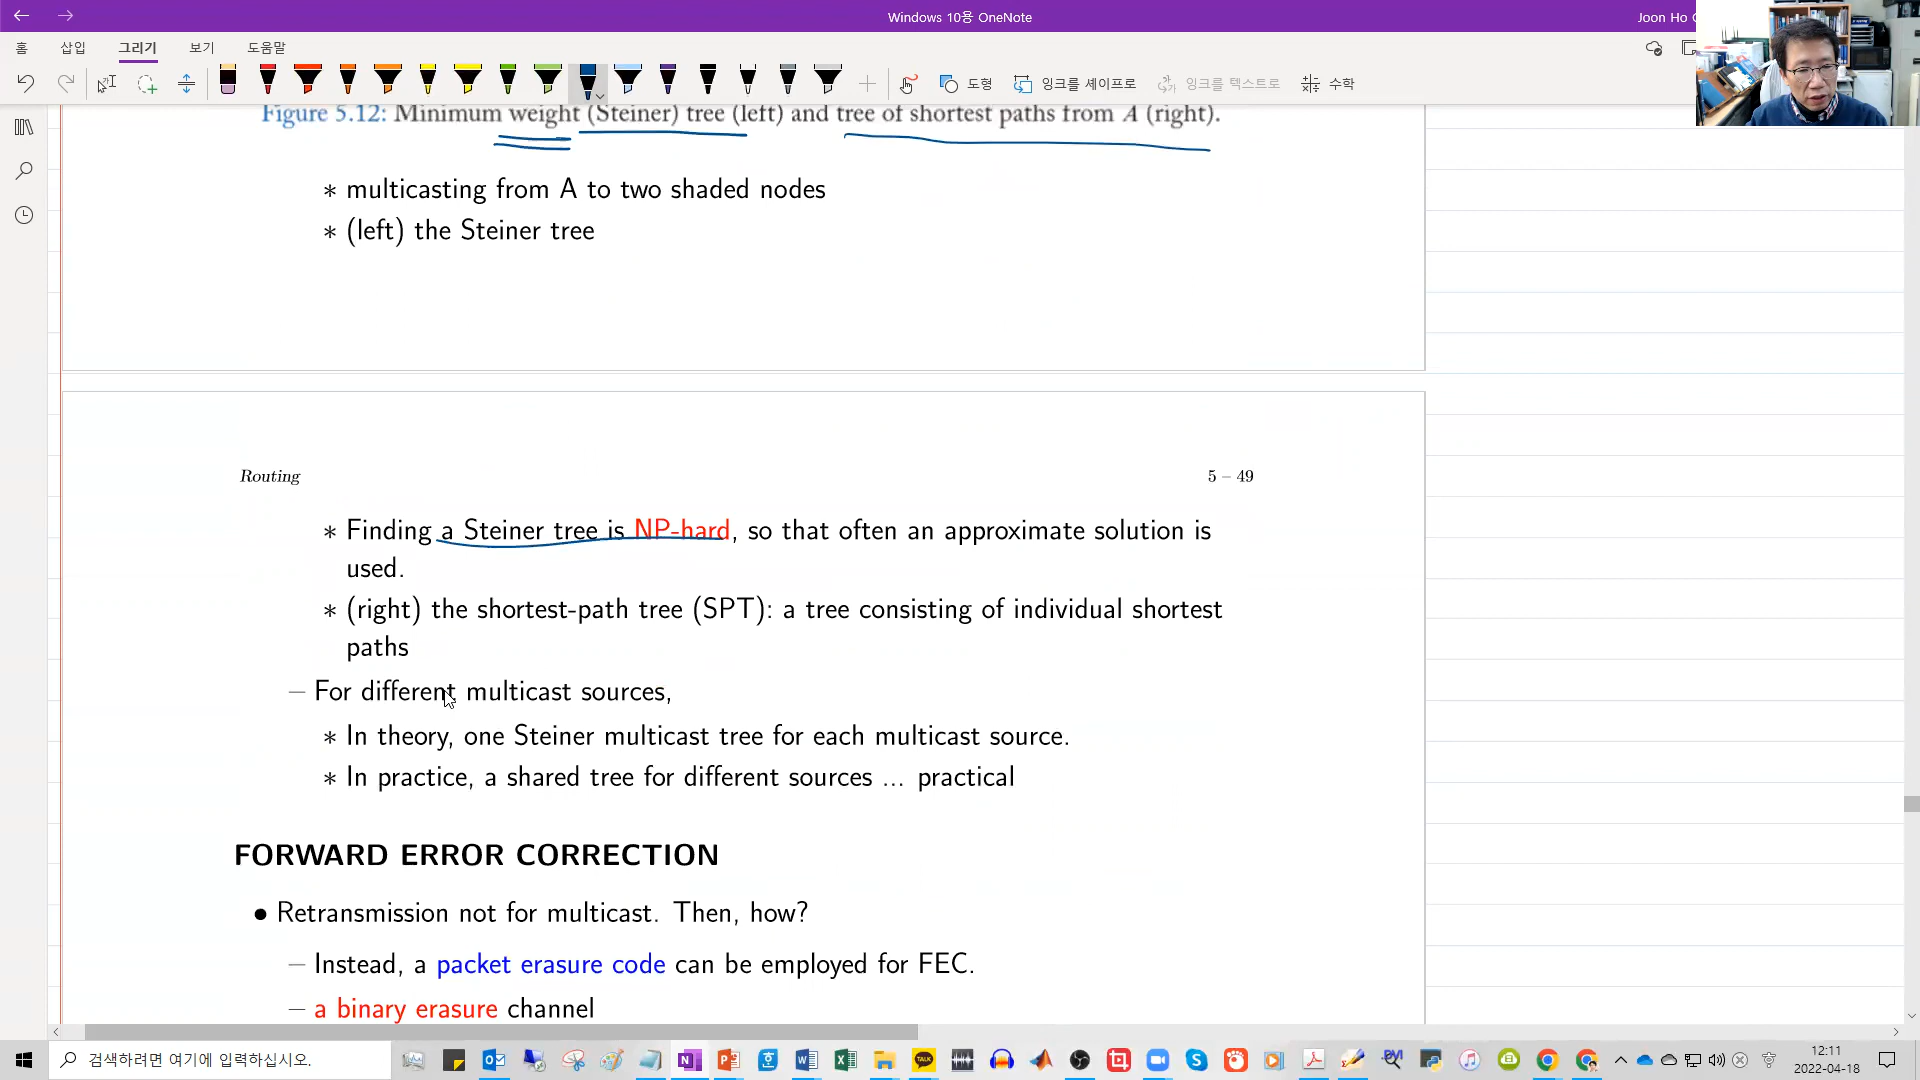 Windows 10용 OneNote
Joon Ho
홈 삽입 그리기 보기 도움말
도형 잉크를 셰이프로 잉크를 텍스트로 수학
Figure 5.12: Minimum weight (Steiner) tree (left) and tree of shortest paths from A (right).
∗ multicasting from A to two shaded nodes
∗ (left) the Steiner tree
Routing 5 – 49
∗ Finding a Steiner tree is NP-hard, so that often an approximate solution is
used.
∗ (right) the shortest-path tree (SPT): a tree consisting of individual shortest
paths
– For different multicast sources,
∗ In theory, one Steiner multicast tree for each multicast source.
∗ In practice, a shared tree for different sources ... practical
FORWARD ERROR CORRECTION
• Retransmission not for multicast. Then, how?
– Instead, a packet erasure code can be employed for FEC.
– a binary erasure channel
검색하려면 여기에 입력하십시오.
12:11
2022-04-18